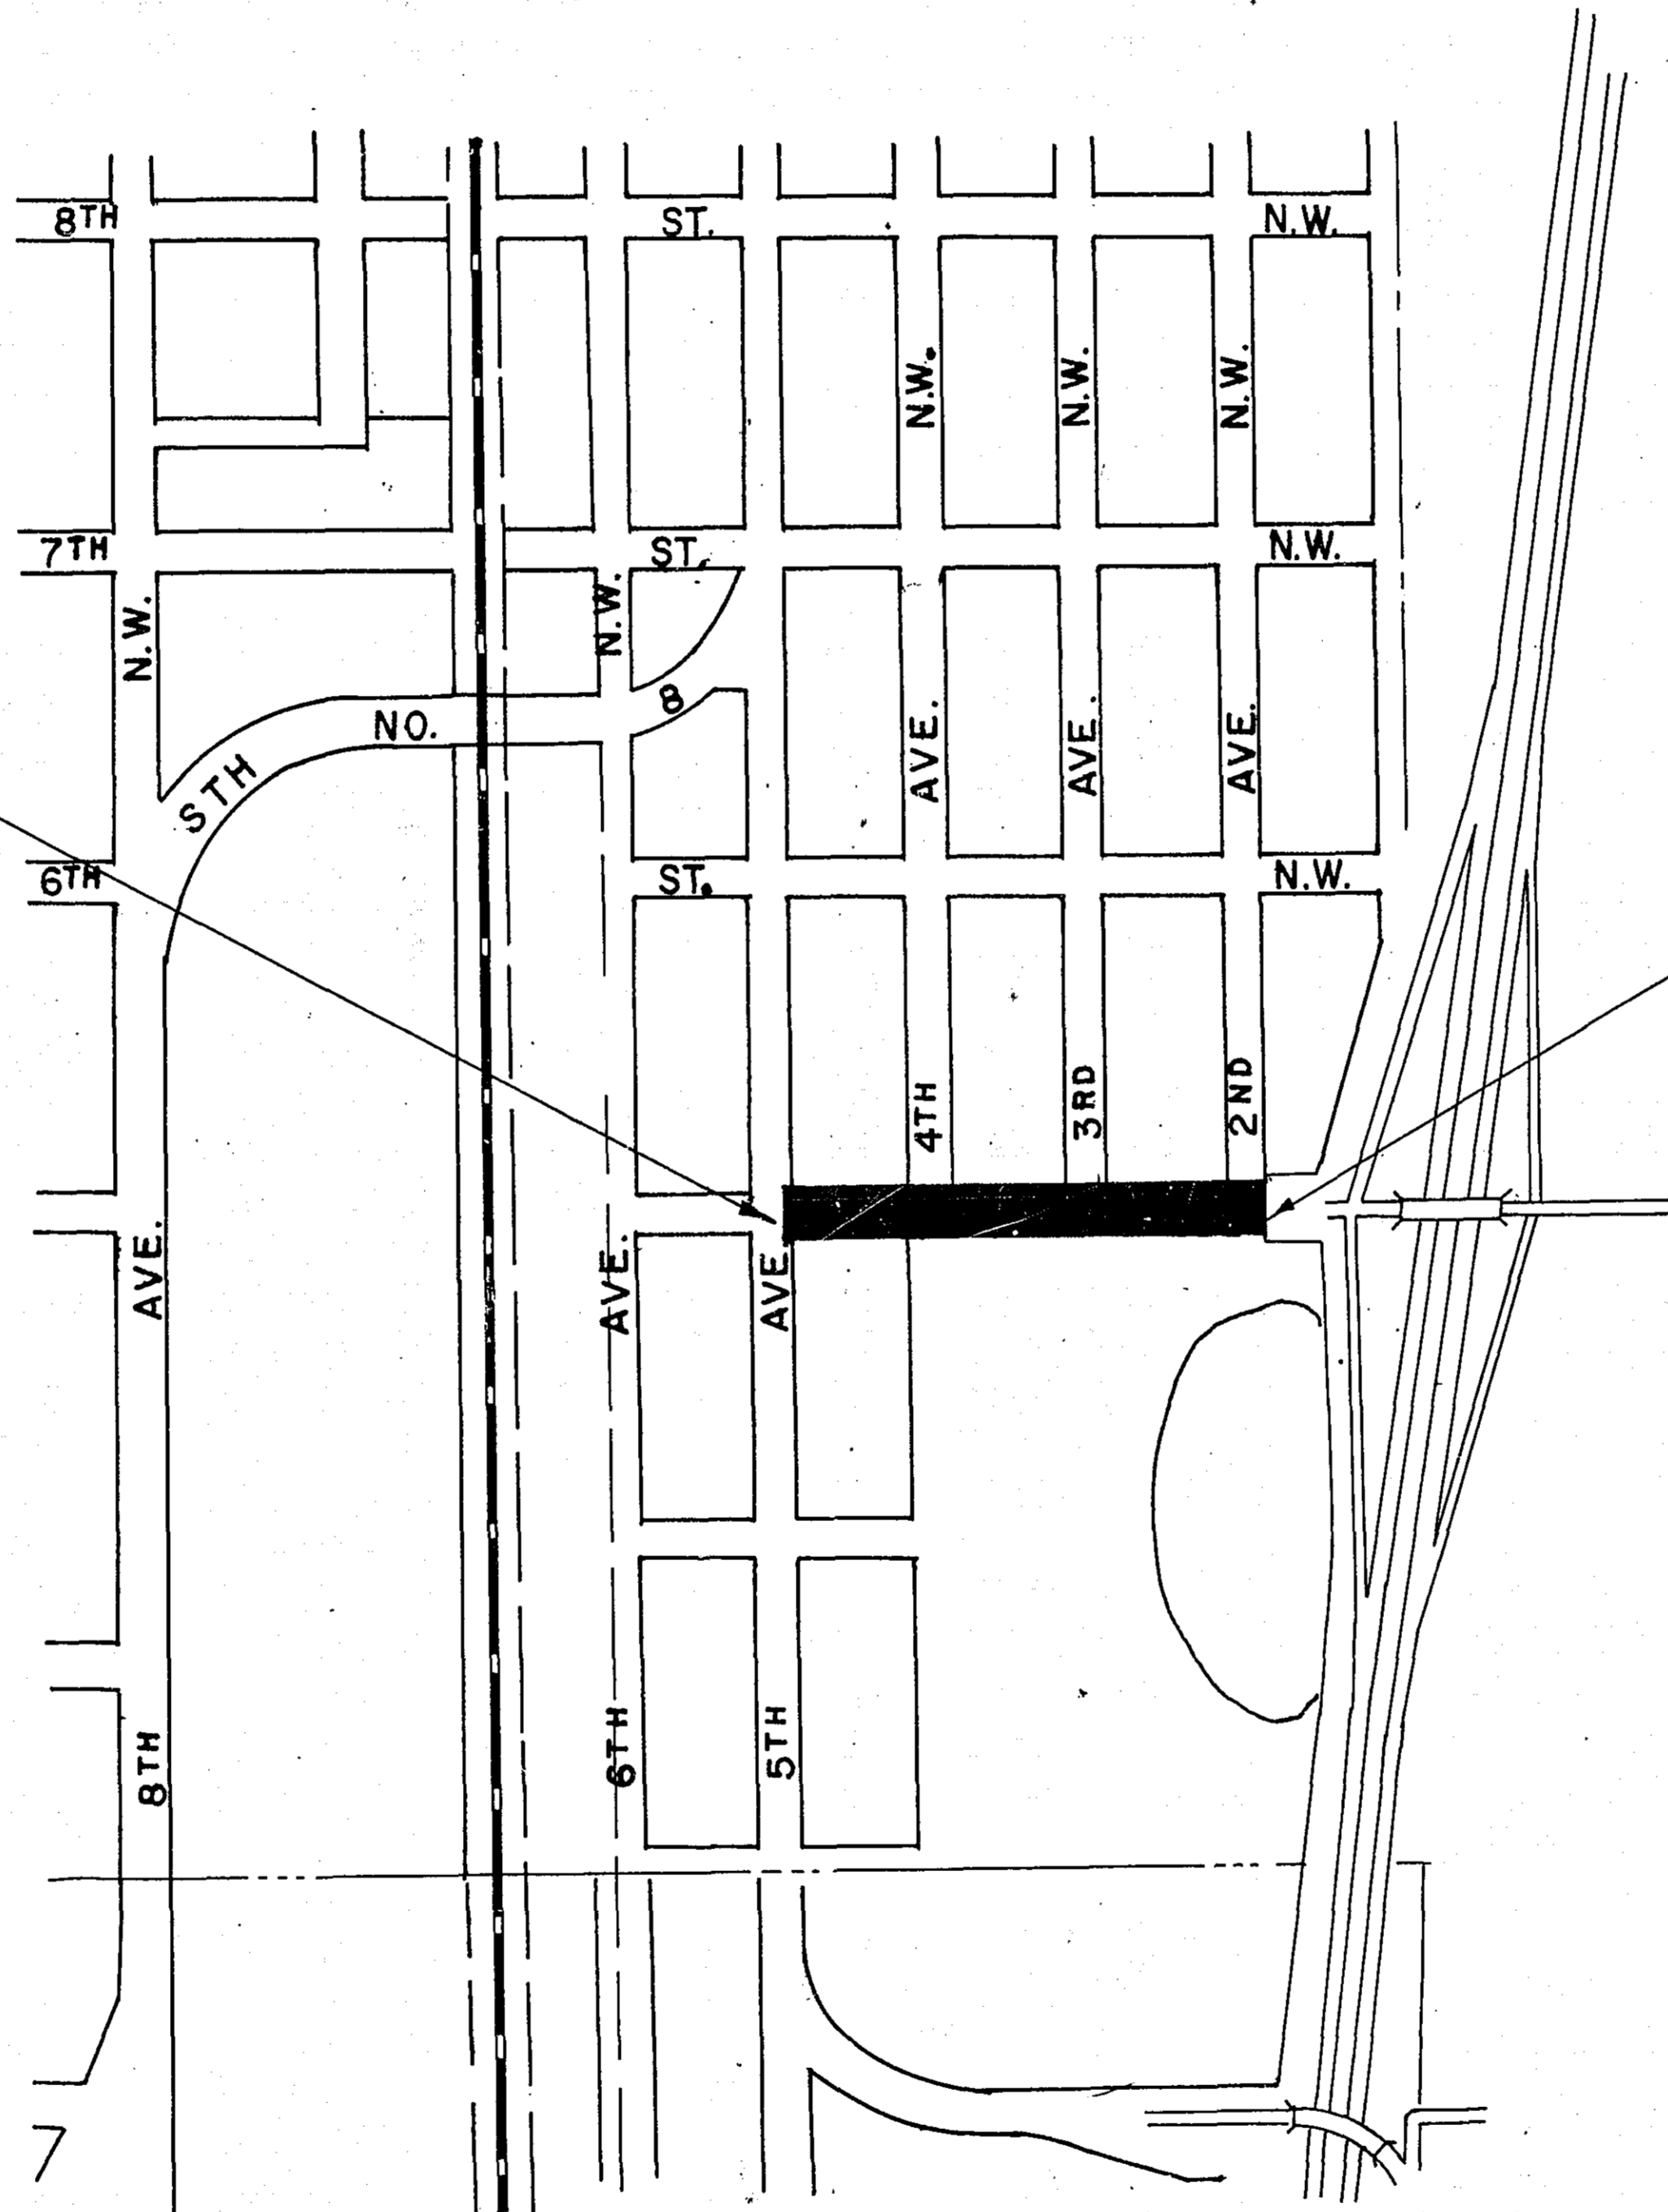 8TH ST. N.W.
N.W. N.W. N.W.
7TH ST. N.W.
N.W. N.W.
STH NO. 8
AVE. AVE. AVE.
6TH ST. N.W.
4TH 3RD 2ND
AVE. AVE. AVE.
8TH 6TH 5TH
7